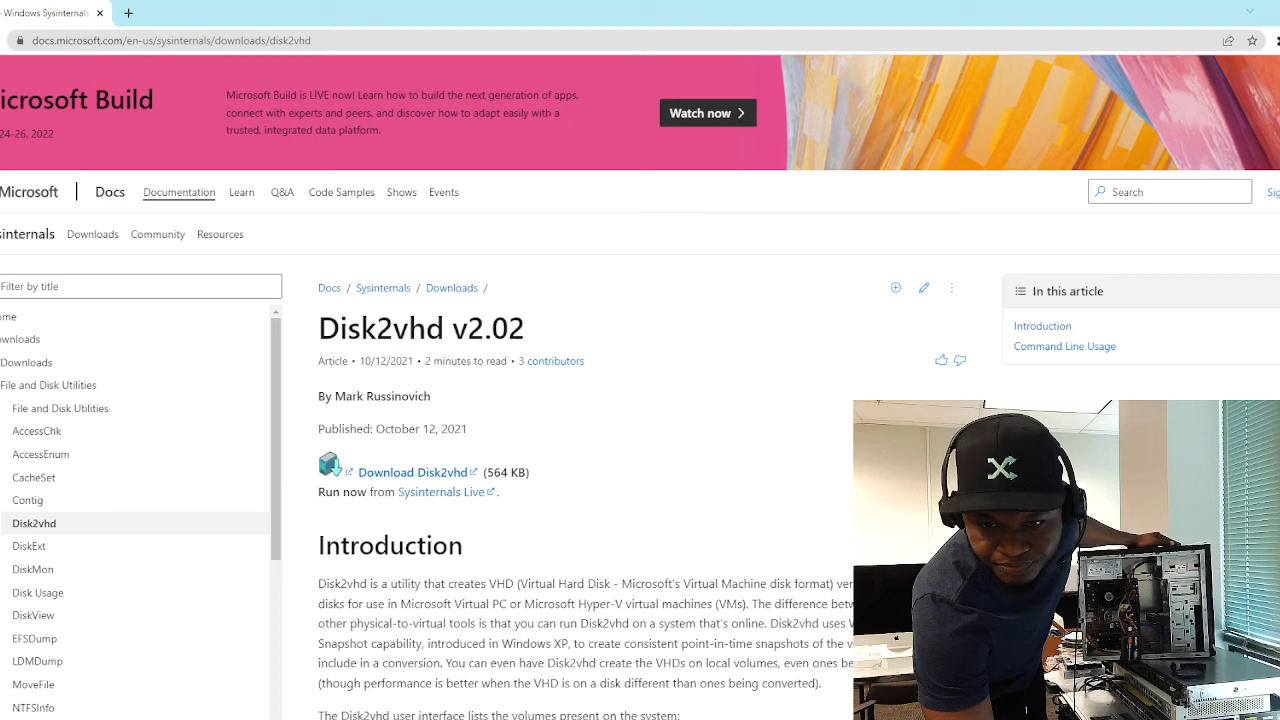 - Windows Sysinternals
docs.microsoft.com/en-us/sysinternals/downloads/disk2vhd
icrosoft Build
24-26, 2022
Microsoft Build is LIVE now! Learn how to build the next generation of apps,
connect with experts and peers, and discover how to adapt easily with a
trusted, integrated data platform.
Watch now
Microsoft Docs Documentation Learn Q&A Code Samples Shows Events
Search
Sig
sinternals Downloads Community Resources
Filter by title
ome
ownloads
Downloads
File and Disk Utilities
File and Disk Utilities
AccessChk
AccessEnum
CacheSet
Contig
Disk2vhd
DiskExt
DiskMon
Disk Usage
DiskView
EFSDump
LDMDump
MoveFile
NTFSInfo
Docs / Sysinternals / Downloads /
Disk2vhd v2.02
Article • 10/12/2021 • 2 minutes to read • 3 contributors
By Mark Russinovich
Published: October 12, 2021
Download Disk2vhd (564 KB)
Run now from Sysinternals Live.
Introduction
Disk2vhd is a utility that creates VHD (Virtual Hard Disk - Microsoft's Virtual Machine disk format) ver
disks for use in Microsoft Virtual PC or Microsoft Hyper-V virtual machines (VMs). The difference betw
other physical-to-virtual tools is that you can run Disk2vhd on a system that's online. Disk2vhd uses W
Snapshot capability, introduced in Windows XP, to create consistent point-in-time snapshots of the v
include in a conversion. You can even have Disk2vhd create the VHDs on local volumes, even ones be
(though performance is better when the VHD is on a disk different than ones being converted).
The Disk2vhd user interface lists the volumes present on the system:
In this article
Introduction
Command Line Usage